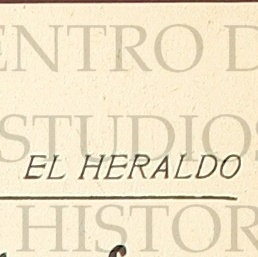 ENTRO D
STUDIOS
EL HERALDO
HISTOR